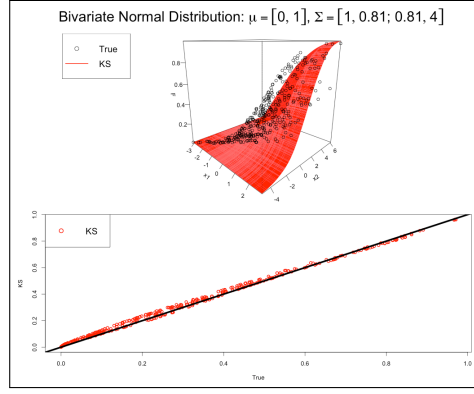 Bivariate Normal Distribution: μ = [0, 1], Σ = [1, 0.81; 0.81, 4]
True
KS
0.8
0.6
0.4
0.2
-3
-2
-1
0
1
2
3
x1
-4
-2
0
2
4
6
x2
KS
1.0
0.8
0.6
0.4
0.2
0.0
KS
0.0 0.2 0.4 0.6 0.8 1.0
True